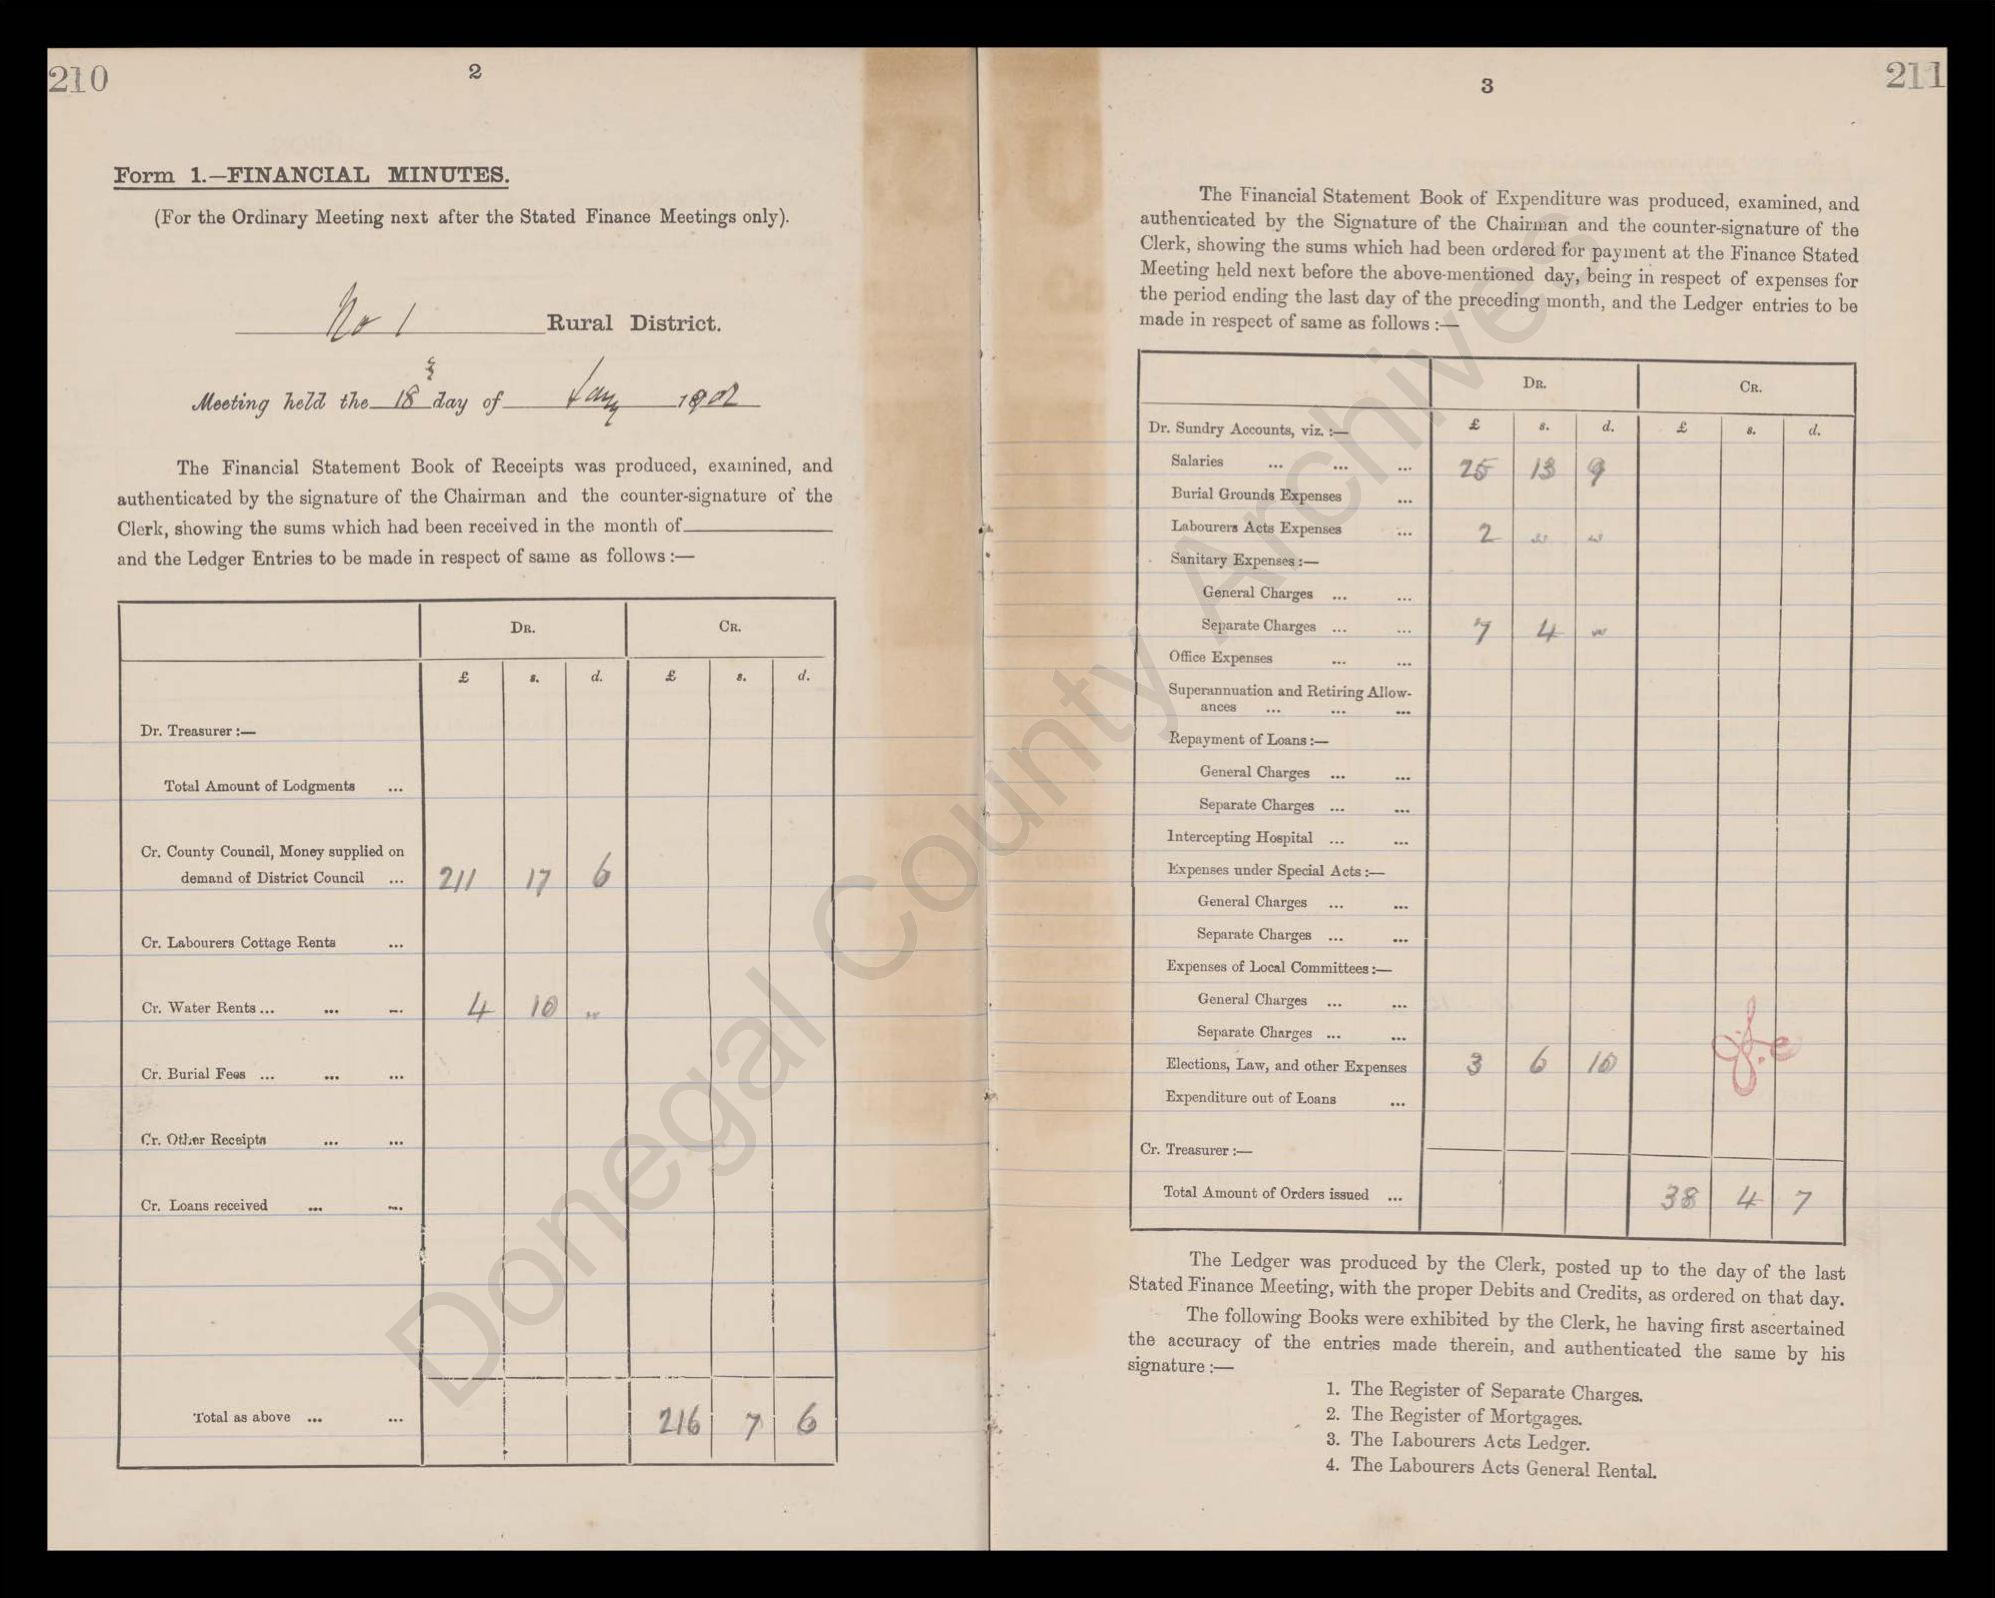 210
2
Form 1.—FINANCIAL MINUTES.
(For the Ordinary Meeting next after the Stated Finance Meetings only).
No 1 Rural District.
Meeting held the 18 day of Jany 1902
The Financial Statement Book of Receipts was produced, examined, and
authenticated by the signature of the Chairman and the counter-signature of the
Clerk, showing the sums which had been received in the month of
and the Ledger Entries to be made in respect of same as follows :—
DR. CR.
£ s. d. £ s. d.
Dr. Treasurer :—
Total Amount of Lodgments ...
Cr. County Council, Money supplied on
demand of District Council ... 211 17 6
Cr. Labourers Cottage Rents ...
Cr. Water Rents ... ... ... 4 10 "
Cr. Burial Fees ... ... ...
Cr. Other Receipts ... ...
Cr. Loans received ... ...
Total as above ... ... 216 7 6
211
3
The Financial Statement Book of Expenditure was produced, examined, and
authenticated by the Signature of the Chairman and the counter-signature of the
Clerk, showing the sums which had been ordered for payment at the Finance Stated
Meeting held next before the above-mentioned day, being in respect of expenses for
the period ending the last day of the preceding month, and the Ledger entries to be
made in respect of same as follows :—
DR. CR.
Dr. Sundry Accounts, viz. :— £ s. d. £ s. d.
Salaries ... ... ... 25 13 9
Burial Grounds Expenses ...
Labourers Acts Expenses ... 2 " "
Sanitary Expenses :—
General Charges ... ...
Separate Charges ... ... 7 4 "
Office Expenses ... ...
Superannuation and Retiring Allow-
ances ... ... ...
Repayment of Loans :—
General Charges ... ...
Separate Charges ... ...
Intercepting Hospital ... ...
Expenses under Special Acts :—
General Charges ... ...
Separate Charges ... ...
Expenses of Local Committees :—
General Charges ... ...
Separate Charges ... ...
Elections, Law, and other Expenses 3 6 10
Expenditure out of Loans ...
Cr. Treasurer :—
Total Amount of Orders issued ... 38 4 7
The Ledger was produced by the Clerk, posted up to the day of the last
Stated Finance Meeting, with the proper Debits and Credits, as ordered on that day.
The following Books were exhibited by the Clerk, he having first ascertained
the accuracy of the entries made therein, and authenticated the same by his
signature :—
1. The Register of Separate Charges.
2. The Register of Mortgages.
3. The Labourers Acts Ledger.
4. The Labourers Acts General Rental.
Donegal County Archives